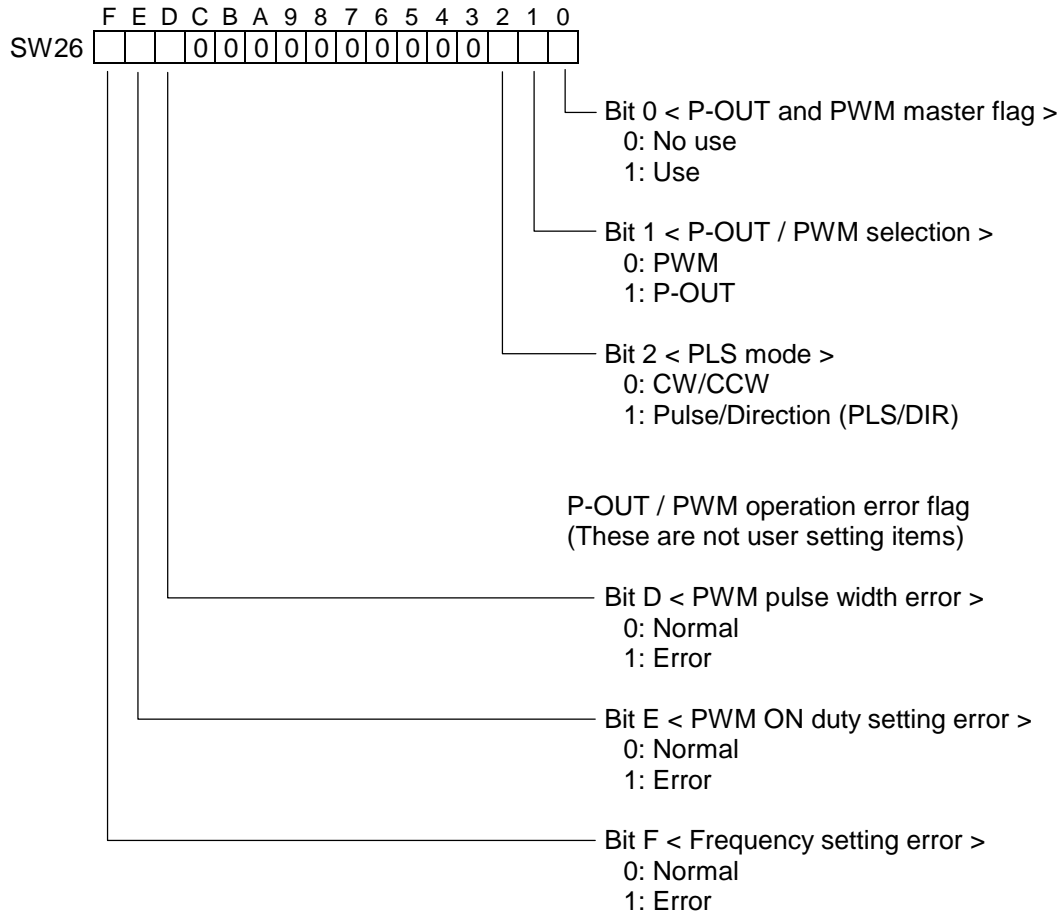 F E D C B A 9 8 7 6 5 4 3 2 1 0
SW26 0 0 0 0 0 0 0 0 0 0
Bit 0 < P-OUT and PWM master flag >
0: No use
1: Use
Bit 1 < P-OUT / PWM selection >
0: PWM
1: P-OUT
Bit 2 < PLS mode >
0: CW/CCW
1: Pulse/Direction (PLS/DIR)
P-OUT / PWM operation error flag
(These are not user setting items)
Bit D < PWM pulse width error >
0: Normal
1: Error
Bit E < PWM ON duty setting error >
0: Normal
1: Error
Bit F < Frequency setting error >
0: Normal
1: Error